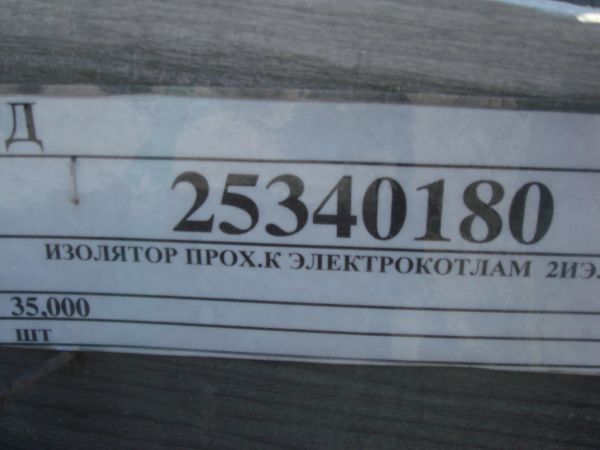 Д
25340180
ИЗОЛЯТОР ПРОХ.К ЭЛЕКТРОКОТЛАМ 2ИЭ.
35,000
ШТ